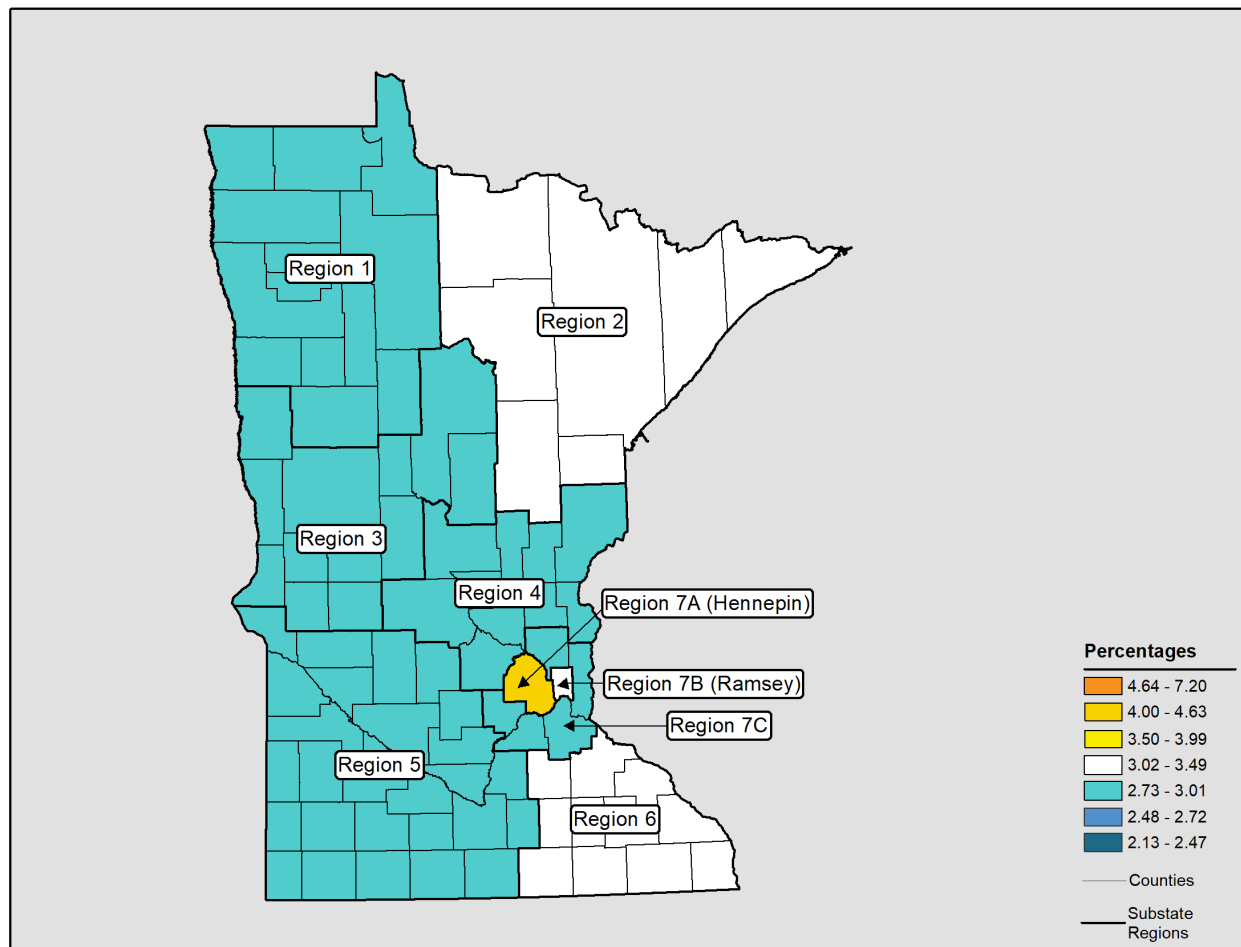 Region 1
Region 2
Region 3
Region 4
Region 7A (Hennepin)
Region 7B (Ramsey)
Region 7C
Region 5
Region 6
Percentages
4.64 - 7.20
4.00 - 4.63
3.50 - 3.99
3.02 - 3.49
2.73 - 3.01
2.48 - 2.72
2.13 - 2.47
Counties
Substate
Regions